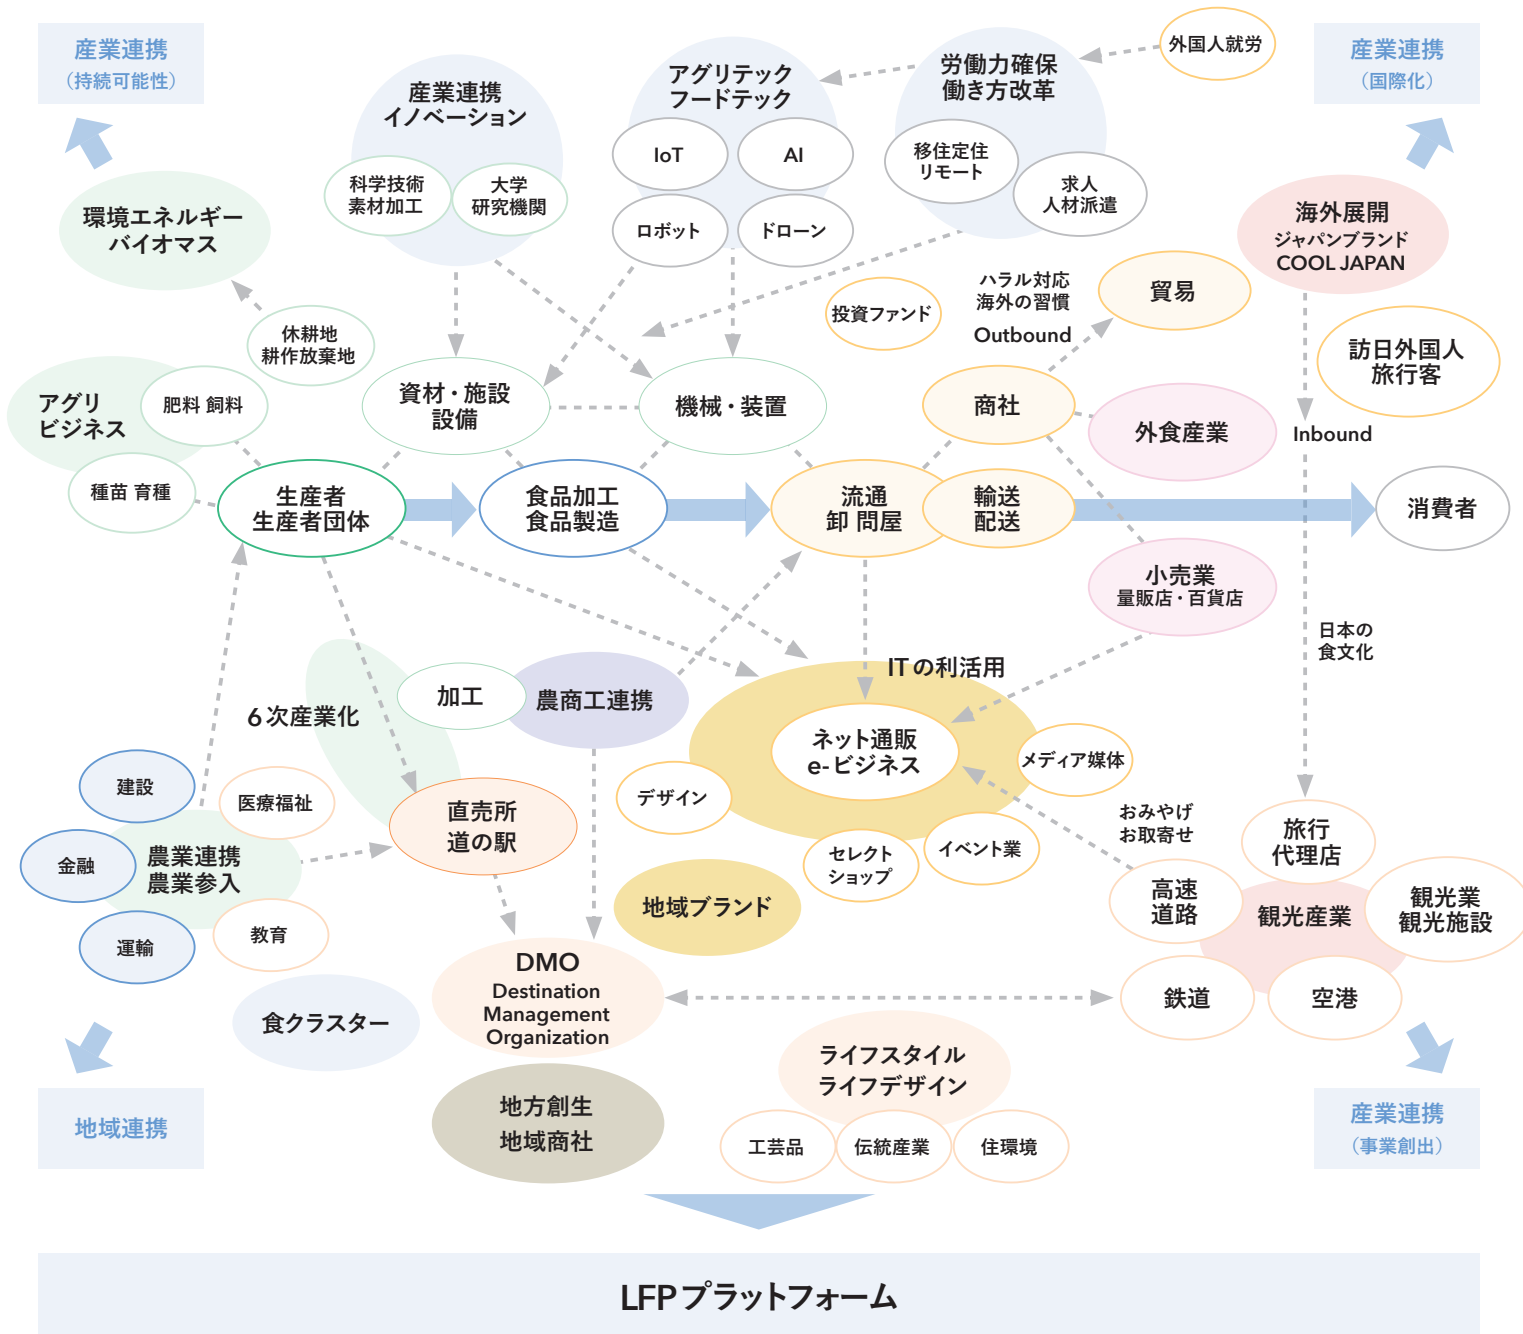 産業連携
（持続可能性）
産業連携
イノベーション
科学技術
素材加工
大学
研究機関
アグリテック
フードテック
IoT
AI
ロボット
ドローン
労働力確保
働き方改革
移住定住
リモート
求人
人材派遣
外国人就労
産業連携
（国際化）
環境エネルギー
バイオマス
休耕地
耕作放棄地
海外展開
ジャパンブランド
COOL JAPAN
ハラル対応
海外の習慣
Outbound
貿易
投資ファンド
訪日外国人
旅行客
アグリ
ビジネス
肥料 飼料
種苗 育種
資材・施設
設備
機械・装置
商社
外食産業
Inbound
生産者
生産者団体
食品加工
食品製造
流通
卸 問屋
輸送
配送
消費者
小売業
量販店・百貨店
日本の
食文化
6次産業化
加工
農商工連携
ITの利活用
ネット通販
e-ビジネス
デザイン
メディア媒体
セレクト
ショップ
イベント業
建設
医療福祉
金融
農業連携
農業参入
運輸
教育
直売所
道の駅
地域ブランド
おみやげ
お取寄せ
旅行
代理店
高速
道路
観光産業
観光業
観光施設
鉄道
空港
食クラスター
DMO
Destination
Management
Organization
ライフスタイル
ライフデザイン
工芸品
伝統産業
住環境
地方創生
地域商社
地域連携
産業連携
（事業創出）
LFPプラットフォーム